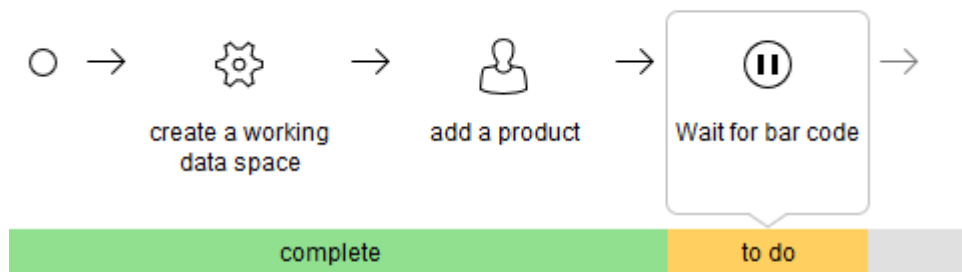 create a working
data space
add a product
Wait for bar code
complete
to do